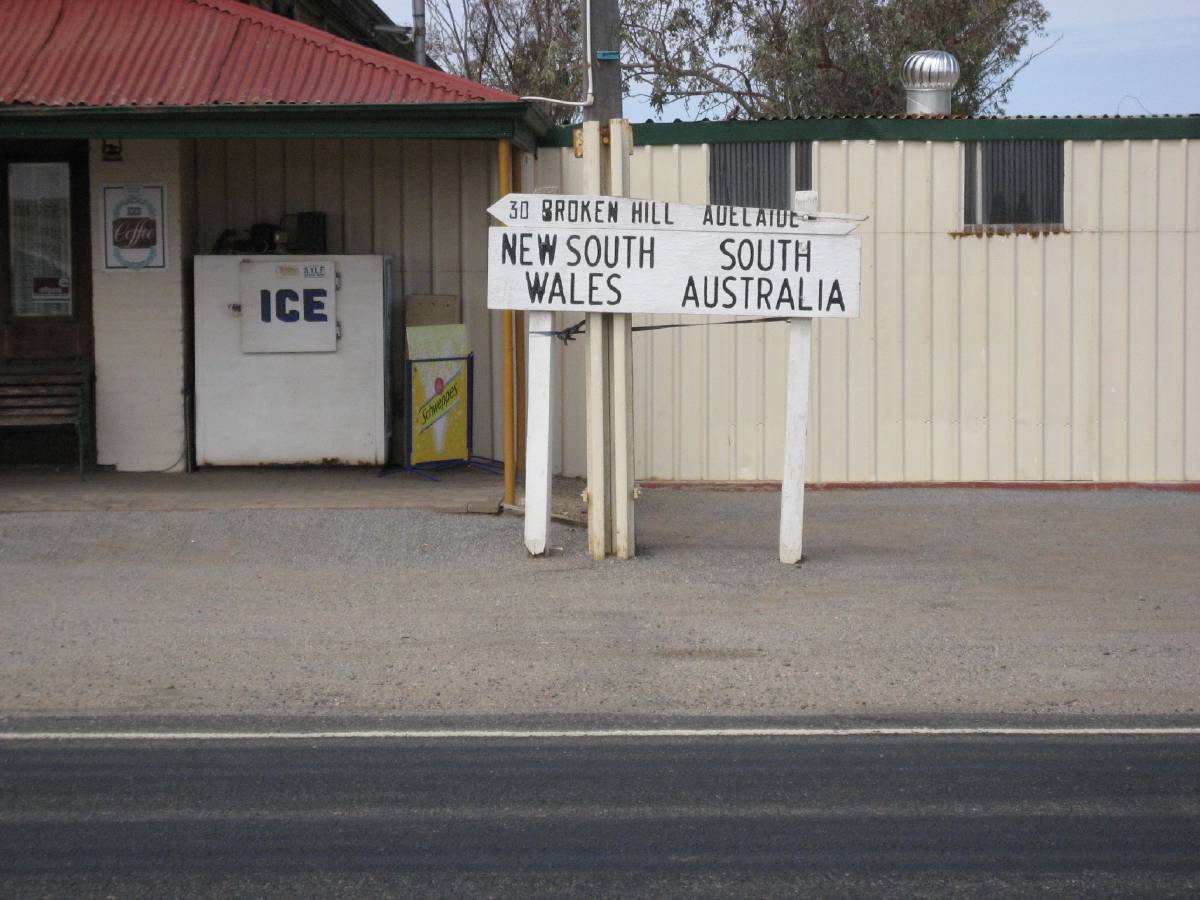 30 BROKEN HILL ADELAIDE
NEW SOUTH SOUTH
WALES AUSTRALIA
Coffee
S.Y.L.P.
ICE
Schweppes